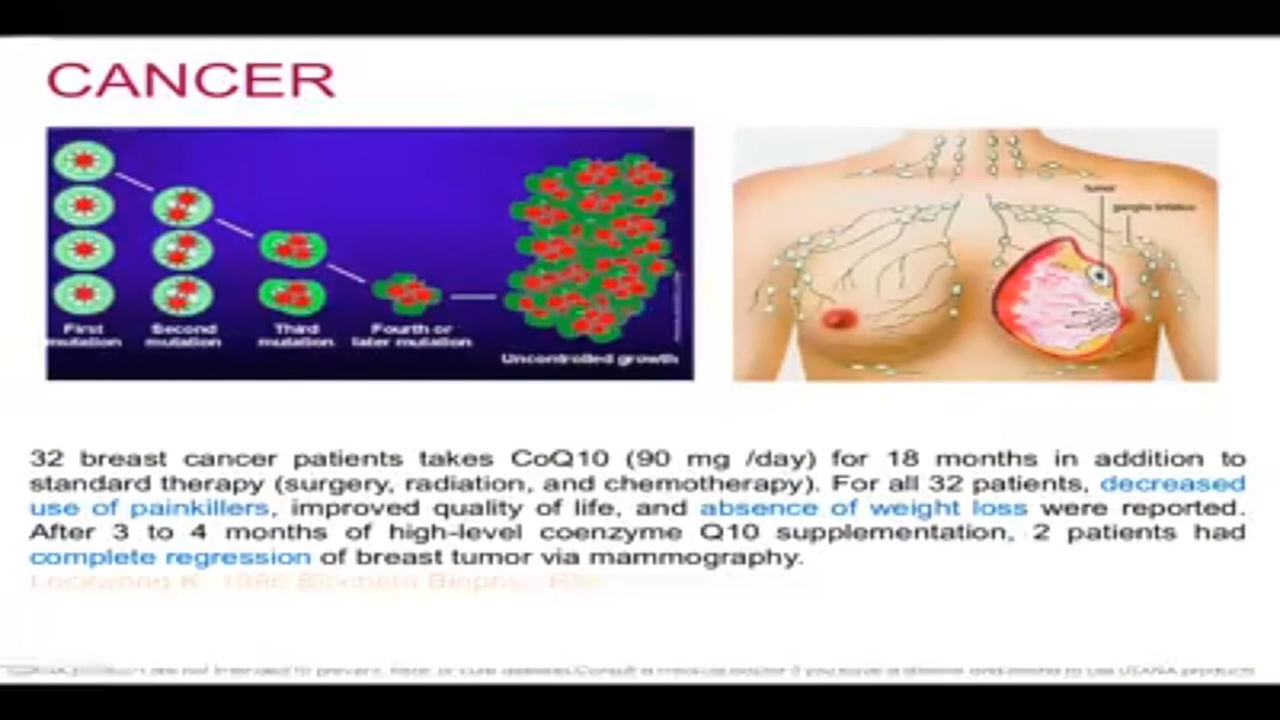 CANCER
First mutation
Second mutation
Third mutation
Fourth or later mutation
Uncontrolled growth
tumor
ganglio linfático
32 breast cancer patients takes CoQ10 (90 mg /day) for 18 months in addition to
standard therapy (surgery, radiation, and chemotherapy). For all 32 patients, decreased
use of painkillers, improved quality of life, and absence of weight loss were reported.
After 3 to 4 months of high-level coenzyme Q10 supplementation, 2 patients had
complete regression of breast tumor via mammography.